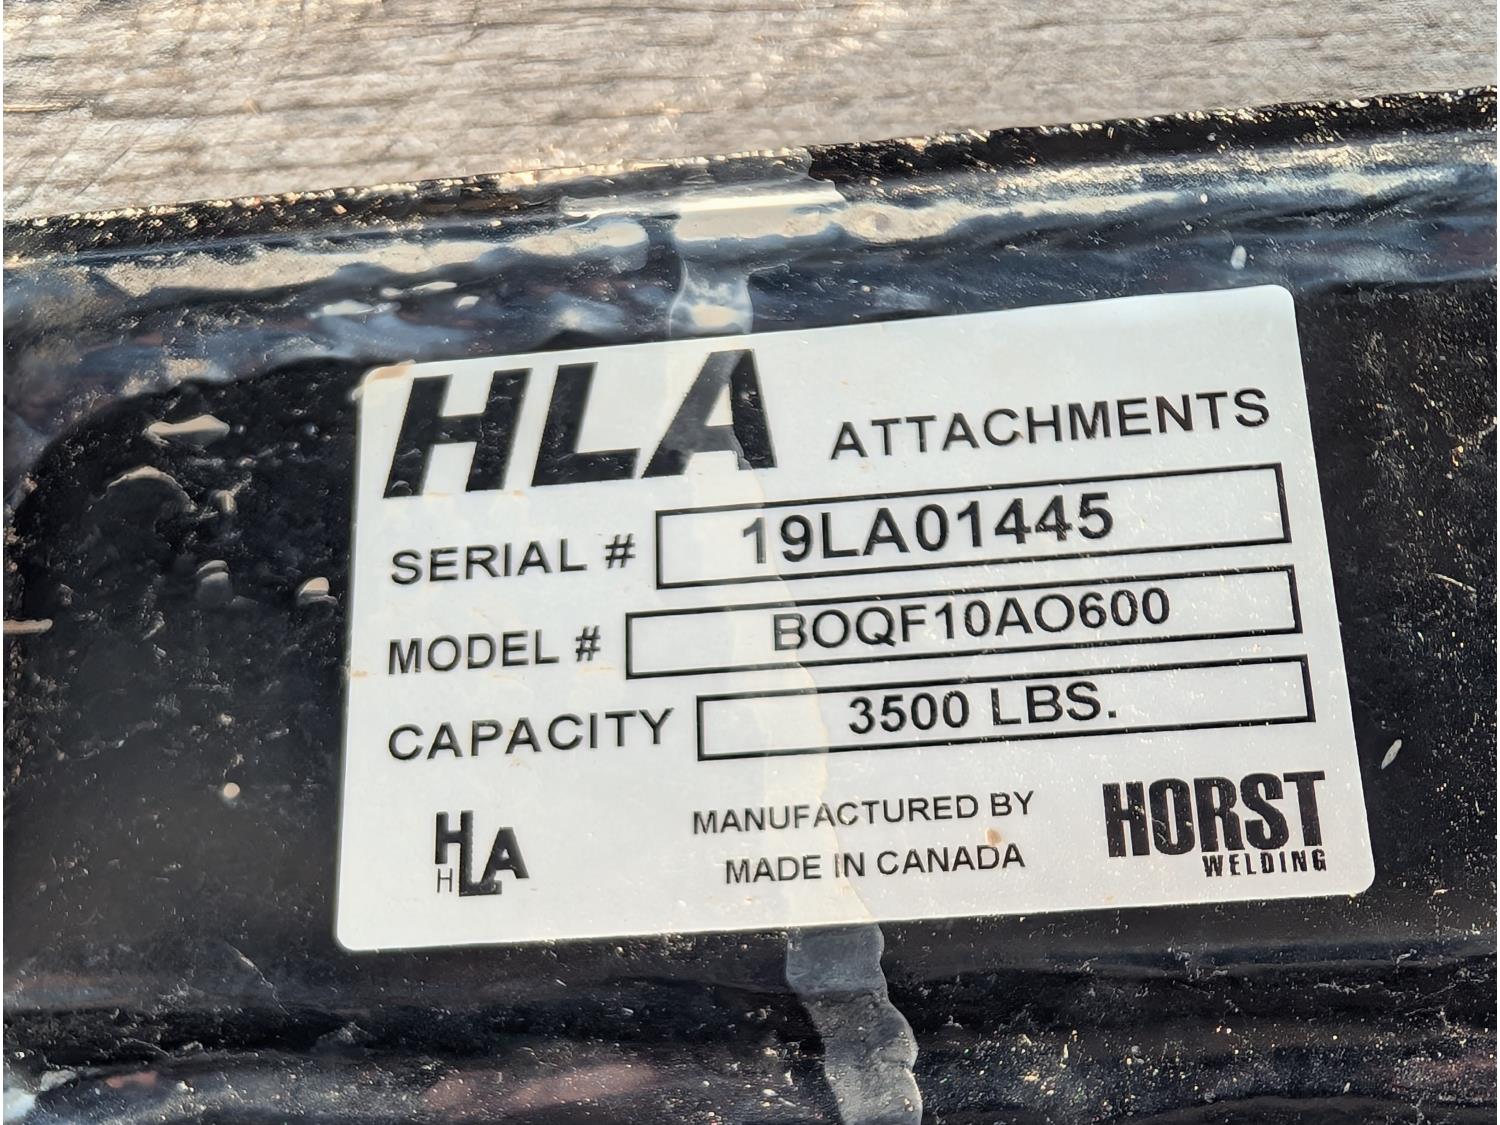 HLA ATTACHMENTS
SERIAL # 19LA01445
MODEL # BOQF10AO600
CAPACITY 3500 LBS.
HLA
H
MANUFACTURED BY
MADE IN CANADA
HORST
WELDING